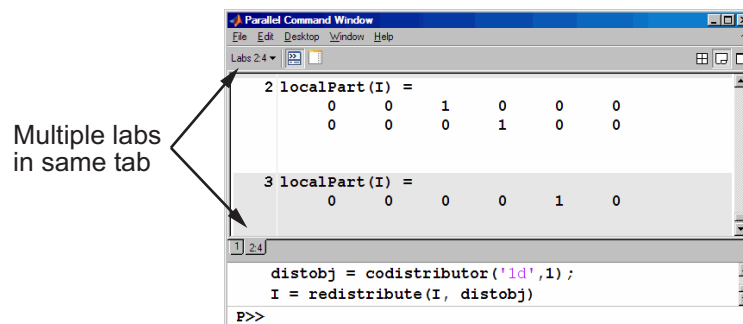 Parallel Command Window
File Edit Desktop Window Help
Labs 2:4
2 localPart(I) =
0 0 1 0 0 0
0 0 0 1 0 0
Multiple labs
in same tab
3 localPart(I) =
0 0 0 0 1 0
1 2:4
distobj = codistributor('1d',1);
I = redistribute(I, distobj)
P>>